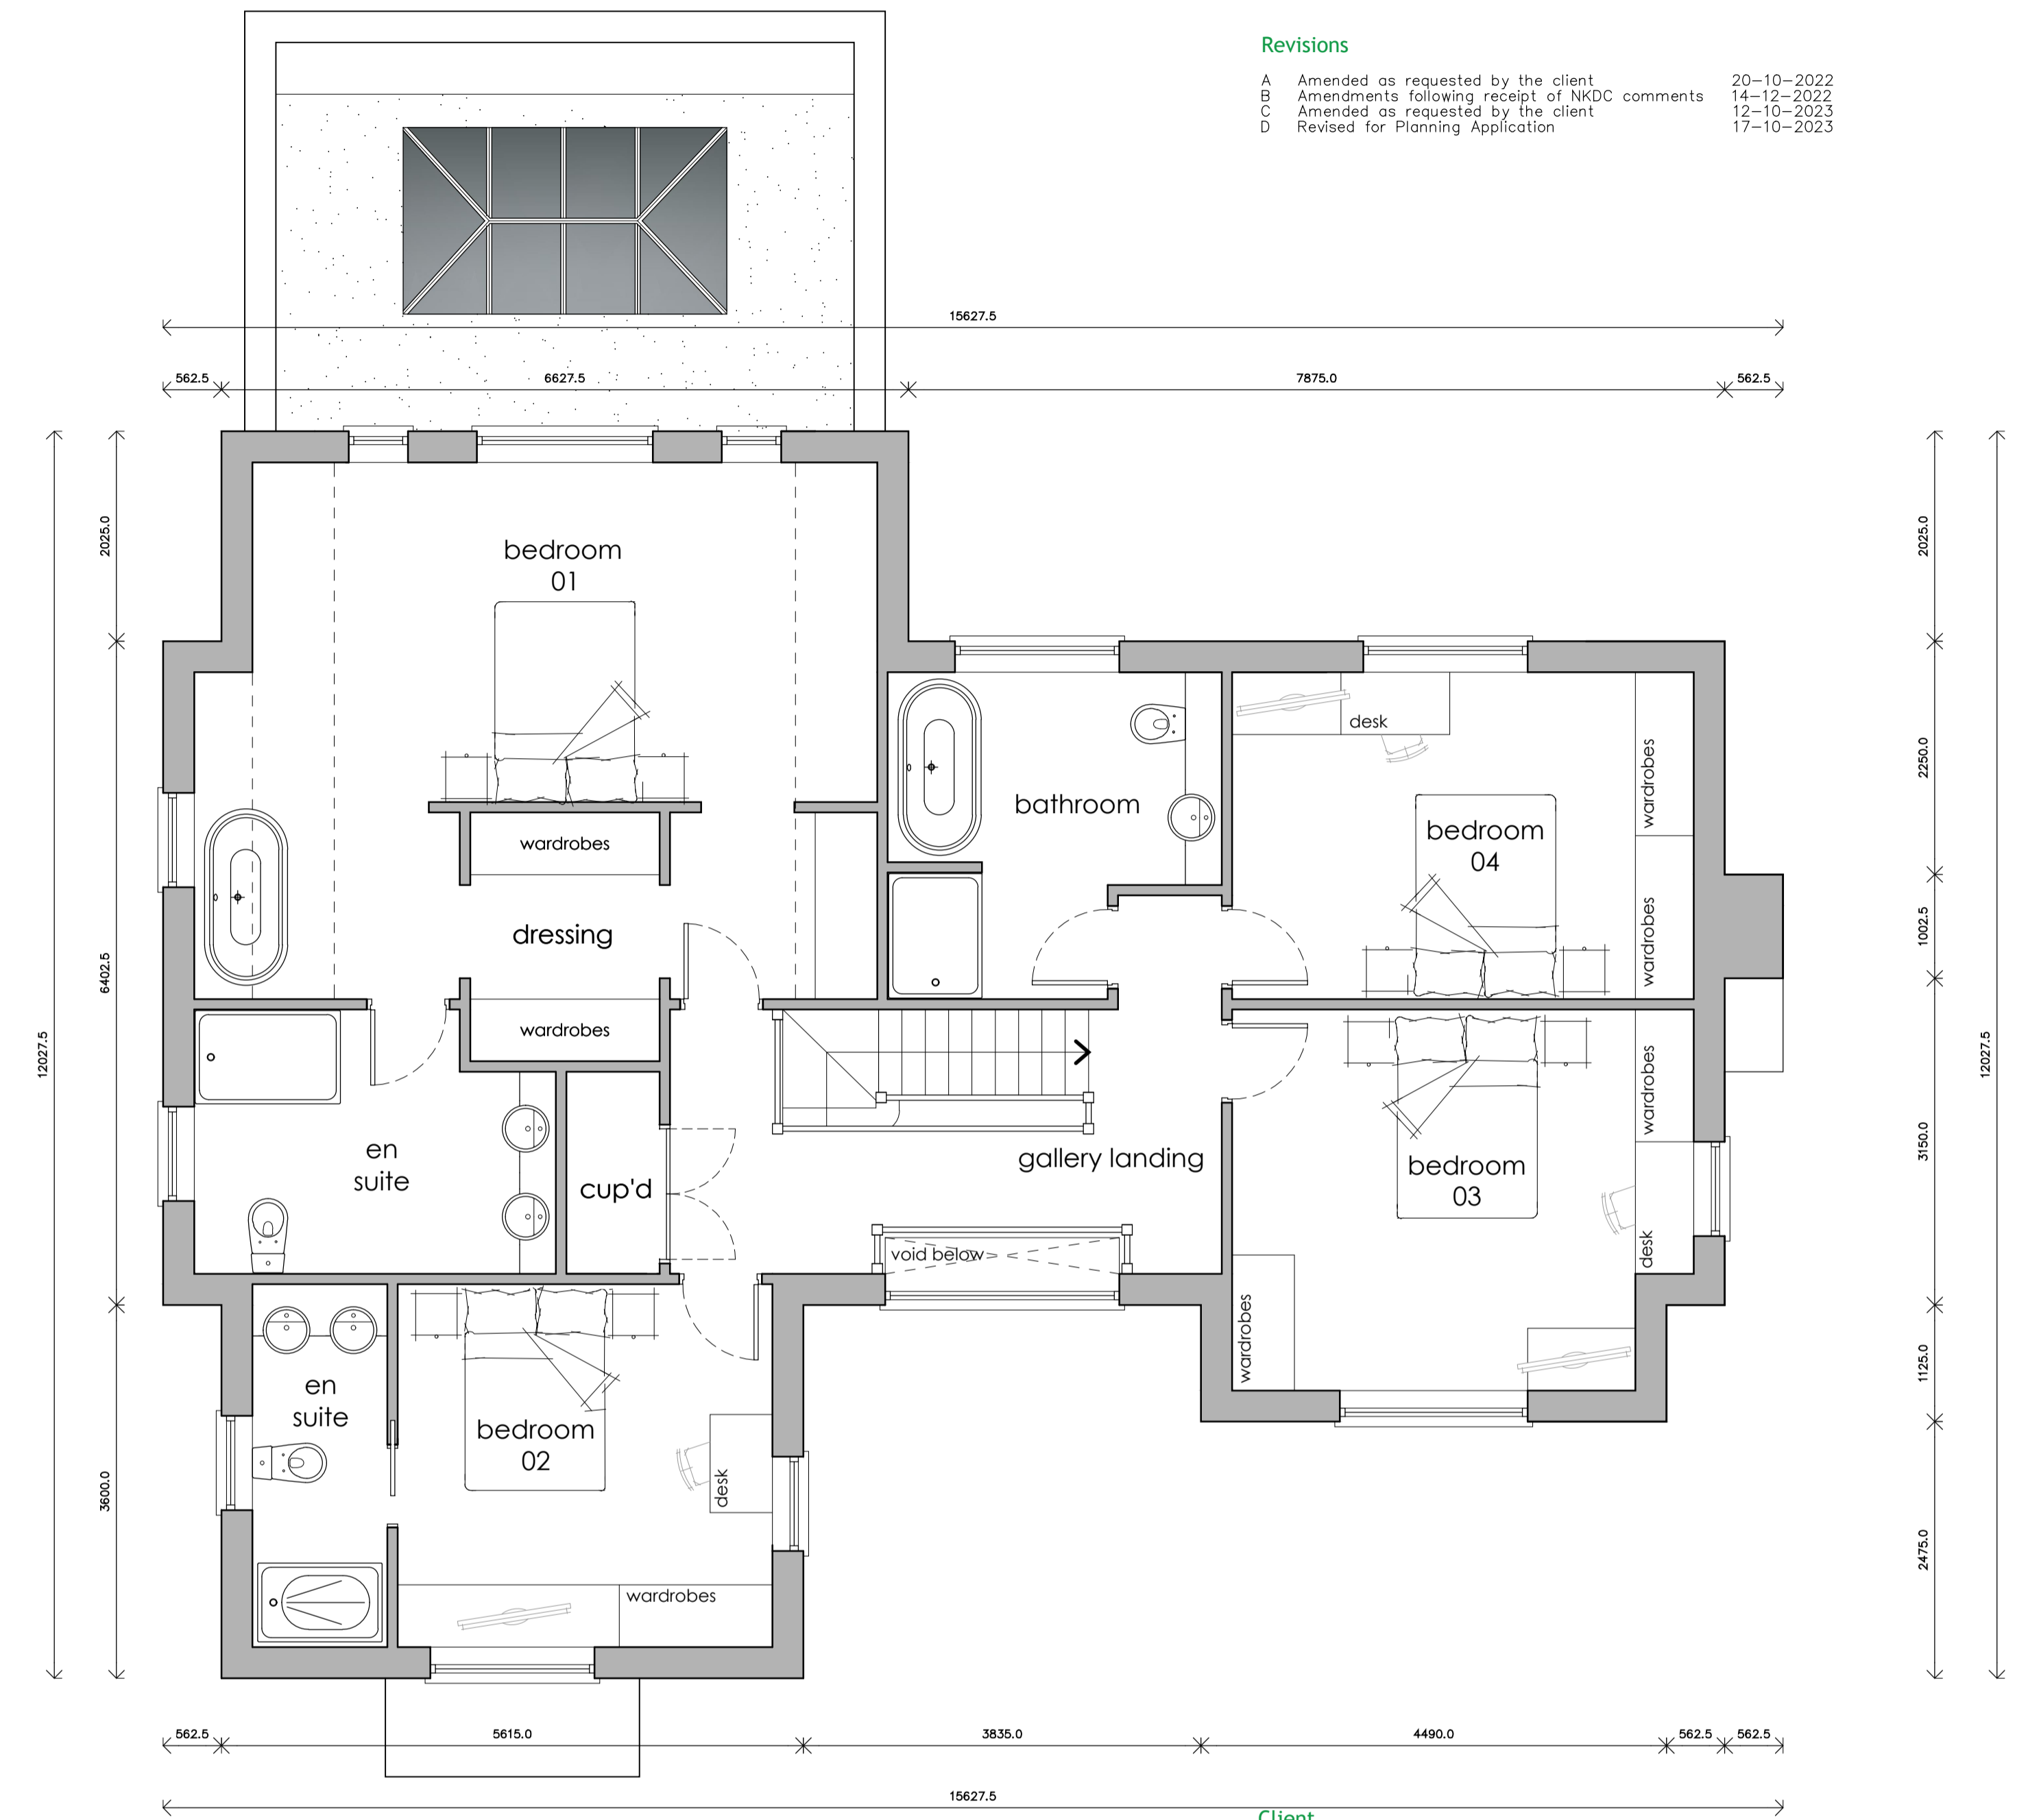 Revisions
A Amended as requested by the client 20-10-2022
B Amendments following receipt of NKDC comments 14-12-2022
C Amended as requested by the client 12-10-2023
D Revised for Planning Application 17-10-2023
15627.5
562.5 6627.5 7875.0 562.5
12027.5
2025.0
6402.5
3600.0
2025.0
2250.0
1002.5
3150.0
1125.0
2475.0
12027.5
bedroom
01
desk
wardrobes
bathroom
bedroom
04
wardrobes
wardrobes
dressing
wardrobes
wardrobes
en
suite
cup'd
gallery landing
void below
bedroom
03
desk
wardrobes
en
suite
bedroom
02
desk
wardrobes
562.5 5615.0 3835.0 4490.0 562.5 562.5
15627.5
Client